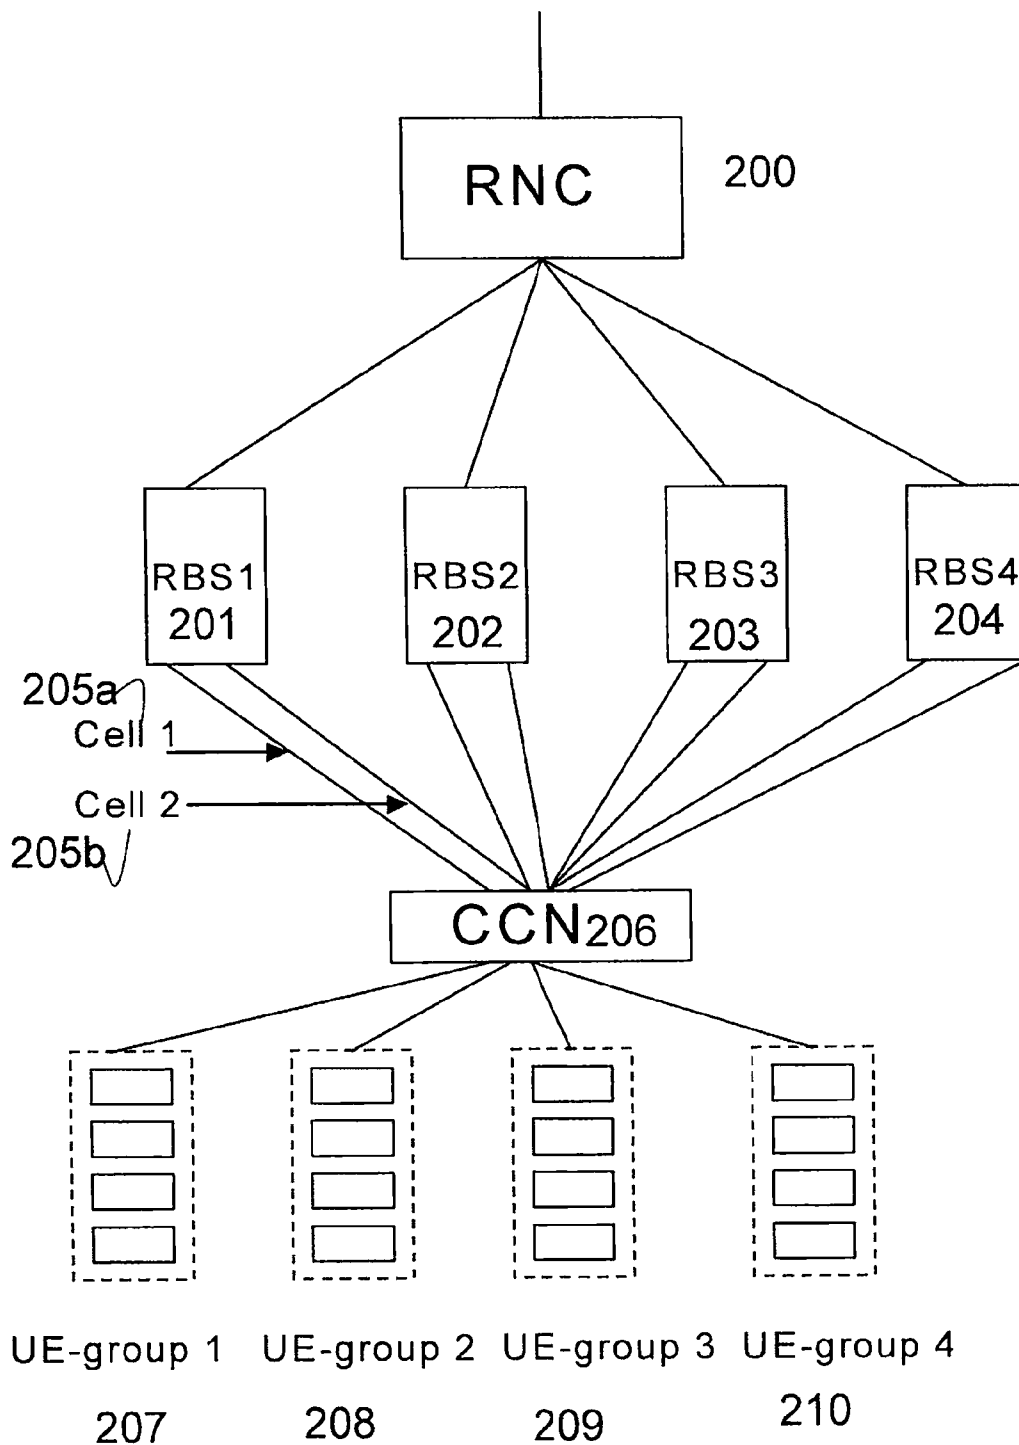 RNC
200
RBS1
201
RBS2
202
RBS3
203
RBS4
204
205a
Cell 1
Cell 2
205b
CCN206
UE-group 1
UE-group 2
UE-group 3
UE-group 4
207
208
209
210